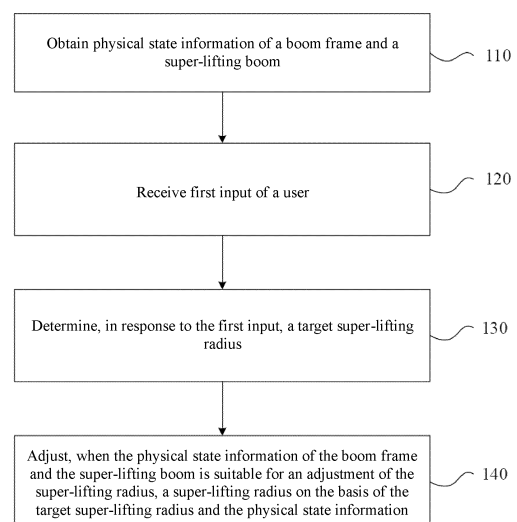 Obtain physical state information of a boom frame and a
super-lifting boom
110
Receive first input of a user
120
Determine, in response to the first input, a target super-lifting
radius
130
Adjust, when the physical state information of the boom frame
and the super-lifting boom is suitable for an adjustment of the
super-lifting radius, a super-lifting radius on the basis of the
target super-lifting radius and the physical state information
140